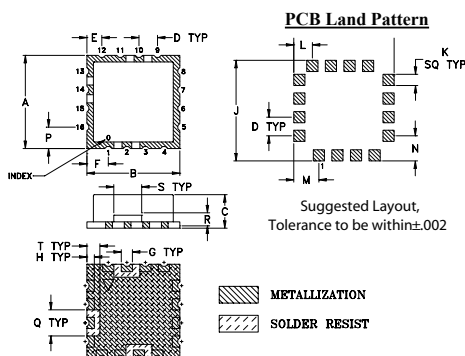 PCB Land Pattern
E
D TYP
12 11 10 9
13
14
15
16
8
7
6
5
A
P
0
1 2 3 4
F
B
INDEX
L
K
SQ TYP
J
D TYP
N
M
1
S TYP
R
C
Suggested Layout,
Tolerance to be within±.002
T TYP
H TYP
G TYP
Q TYP
METALLIZATION
SOLDER RESIST